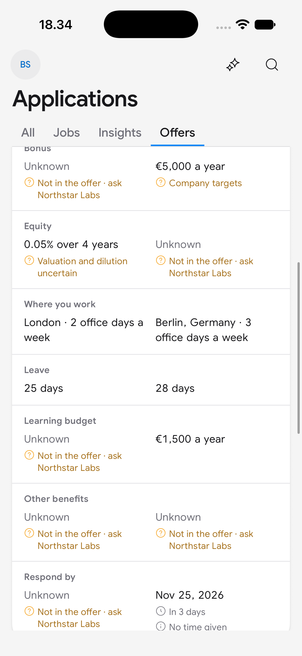 18.34
BS
Applications
All Jobs Insights Offers
Bonus
Unknown
Not in the offer · ask
Northstar Labs
€5,000 a year
Company targets
Equity
0.05% over 4 years
Valuation and dilution
uncertain
Unknown
Not in the offer · ask
Northstar Labs
Where you work
London · 2 office days a
week
Berlin, Germany · 3
office days a week
Leave
25 days
28 days
Learning budget
Unknown
Not in the offer · ask
Northstar Labs
€1,500 a year
Other benefits
Unknown
Not in the offer · ask
Northstar Labs
Unknown
Not in the offer · ask
Northstar Labs
Respond by
Unknown
Not in the offer · ask
Northstar Labs
Nov 25, 2026
In 3 days
No time given